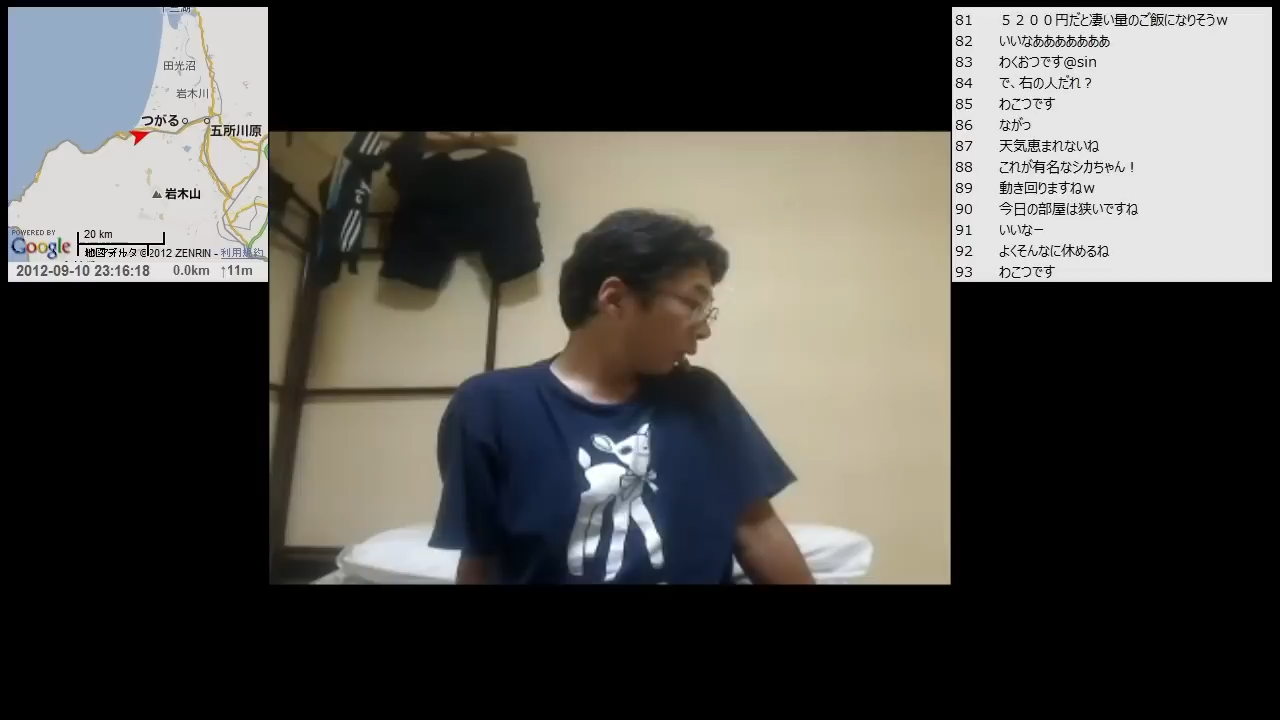 十三湖
田光沼
岩木川
つがる
五所川原
岩木山
POWERED BY
Google
20 km
地図データ ©2012 ZENRIN - 利用規約
2012-09-10 23:16:18 0.0km ↑11m
81 ５２００円だと凄い量のご飯になりそうｗ
82 いいなあああああああ
83 わくおつです@sin
84 で、右の人だれ？
85 わこつです
86 ながっ
87 天気恵まれないね
88 これが有名なシカちゃん！
89 動き回りますねｗ
90 今日の部屋は狭いですね
91 いいなー
92 よくそんなに休めるね
93 わこつです